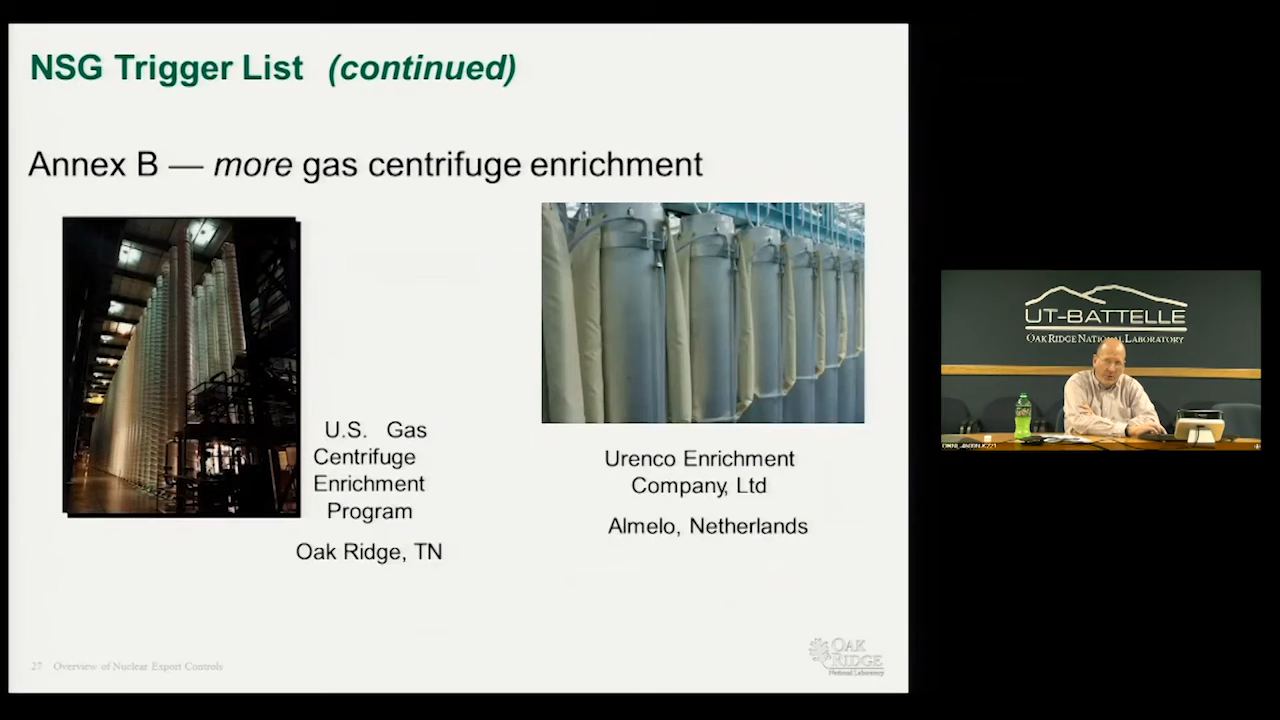 NSG Trigger List (continued)
Annex B — more gas centrifuge enrichment
U.S. Gas
Centrifuge
Enrichment
Program
Oak Ridge, TN
Urenco Enrichment
Company, Ltd
Almelo, Netherlands
27 Overview of Nuclear Export Controls
OAK
RIDGE
National Laboratory
UT-BATTELLE
OAK RIDGE NATIONAL LABORATORY